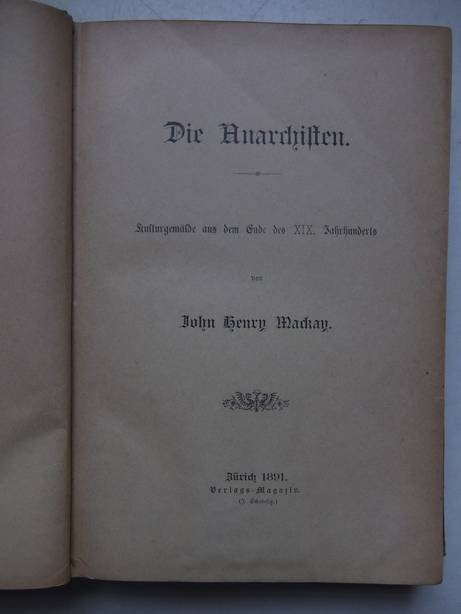 Die Anarchisten.
Kulturgemälde aus dem Ende des XIX. Jahrhunderts
von
John Henry Mackay.
Zürich 1891.
Verlags-Magazin.
(J. Schabelitz.)